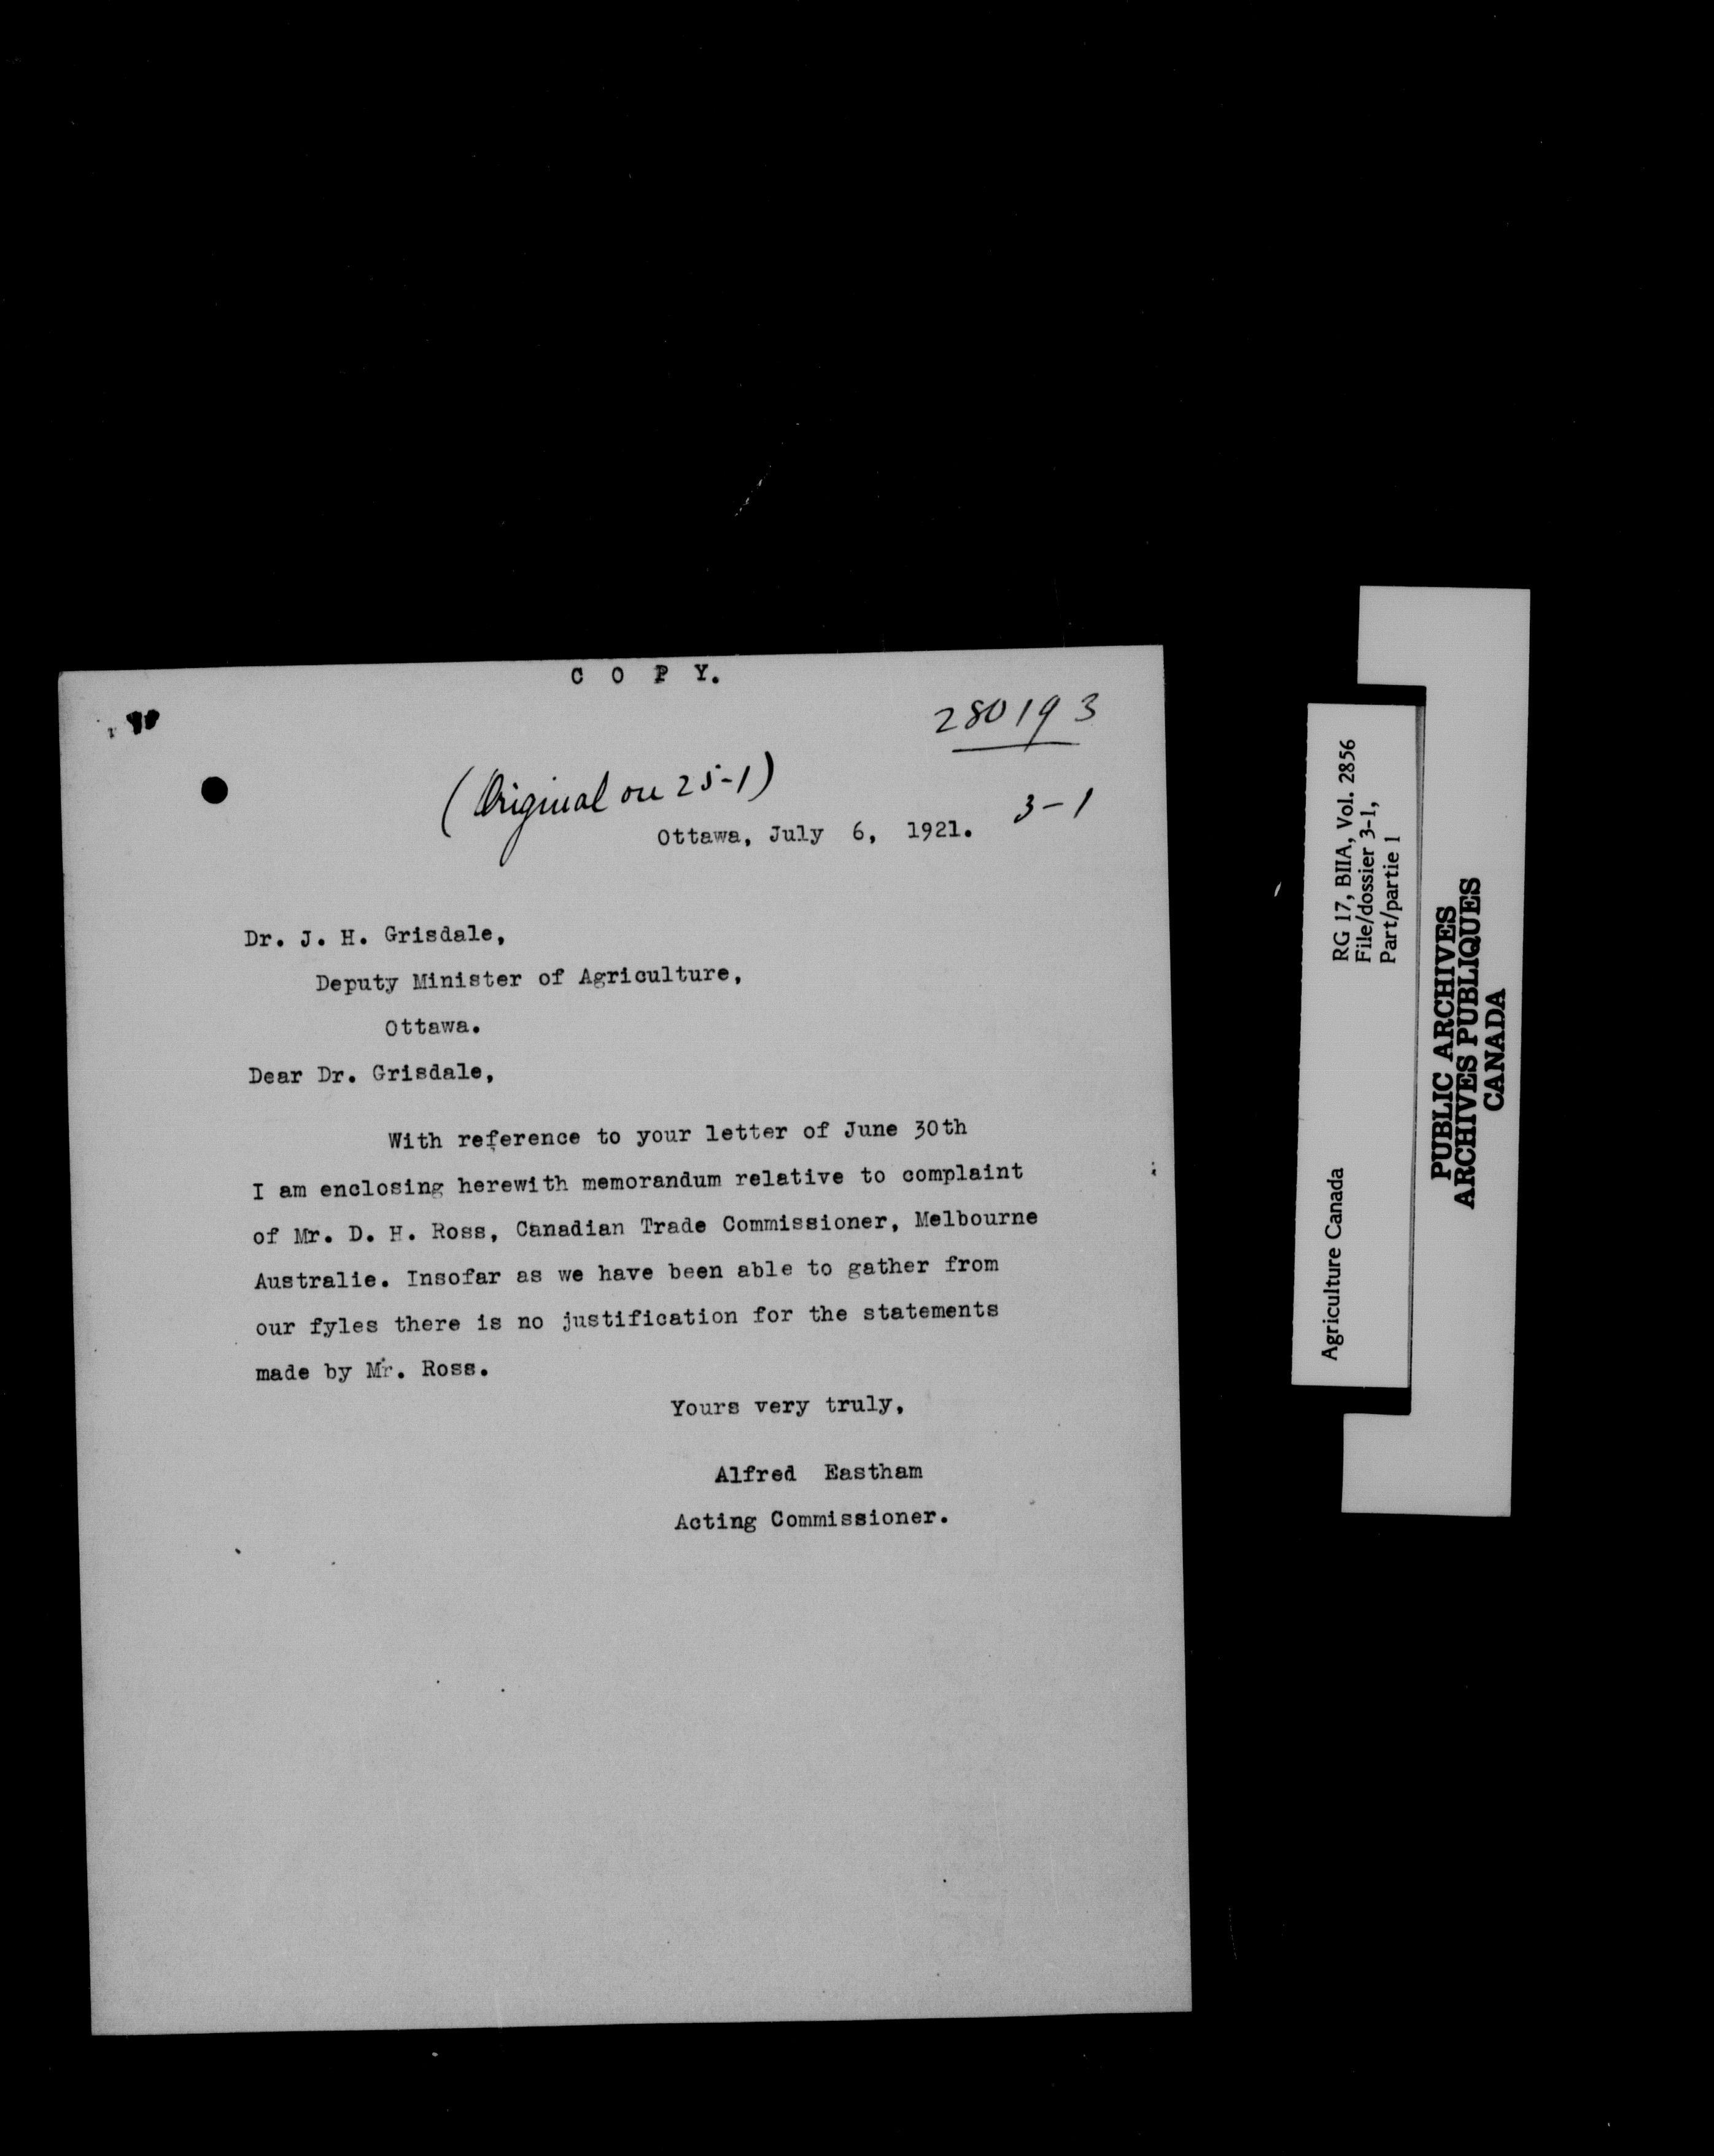 C O P Y.
280193
(Original on 25-1)
3-1
Ottawa, July 6, 1921.
Dr. J. H. Grisdale,
Deputy Minister of Agriculture,
Ottawa.
Dear Dr. Grisdale,
With reference to your letter of June 30th
I am enclosing herewith memorandum relative to complaint
of Mr. D. H. Ross, Canadian Trade Commissioner, Melbourne
Australie. Insofar as we have been able to gather from
our fyles there is no justification for the statements
made by Mr. Ross.
Yours very truly,
Alfred Eastham
Acting Commissioner.
Agriculture Canada
RG 17, BIIA, Vol. 2856
File/dossier 3-1,
Part/partie 1
PUBLIC ARCHIVES
ARCHIVES PUBLIQUES
CANADA